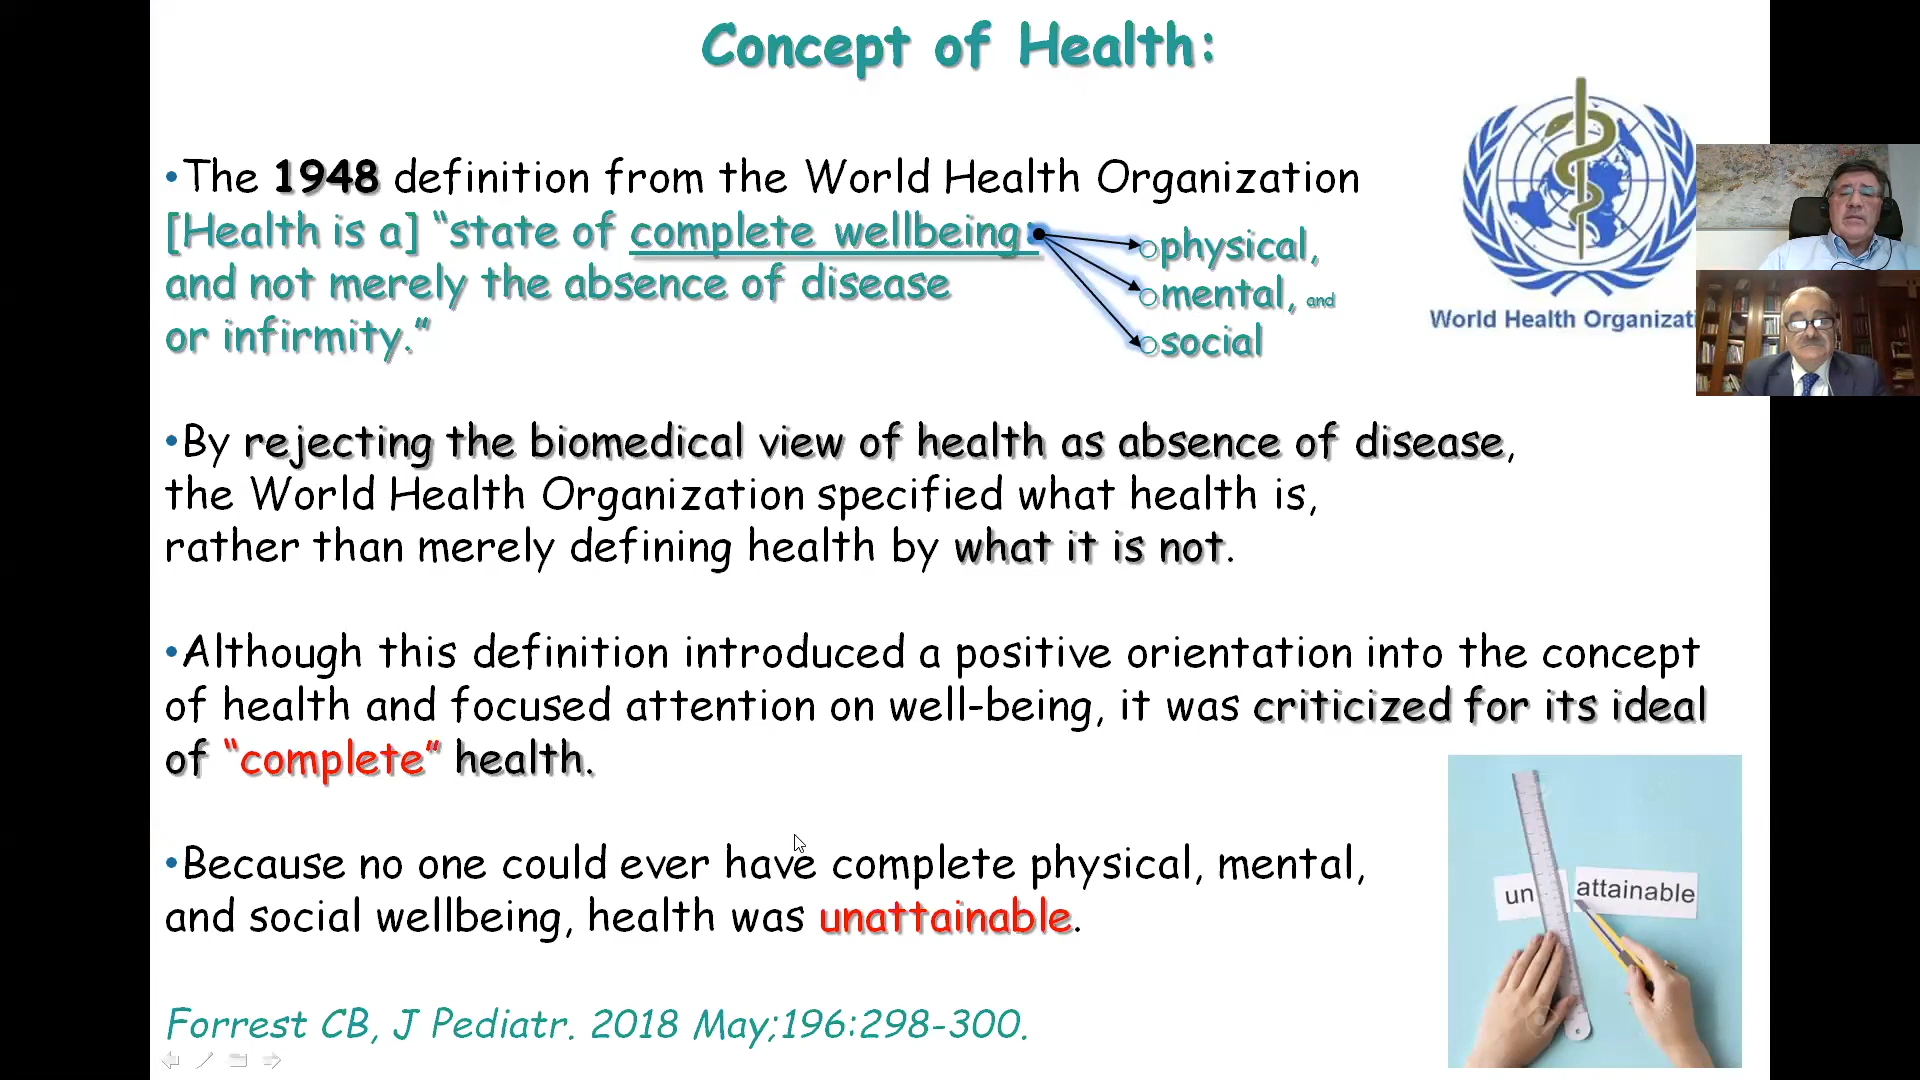 Concept of Health:
•The 1948 definition from the World Health Organization
[Health is a] “state of complete wellbeing:
and not merely the absence of disease
or infirmity.”
○physical,
○mental, and
○social
World Health Organizati
•By rejecting the biomedical view of health as absence of disease,
the World Health Organization specified what health is,
rather than merely defining health by what it is not.
•Although this definition introduced a positive orientation into the concept
of health and focused attention on well-being, it was criticized for its ideal
of “complete” health.
•Because no one could ever have complete physical, mental,
and social wellbeing, health was unattainable.
un attainable
Forrest CB, J Pediatr. 2018 May;196:298-300.